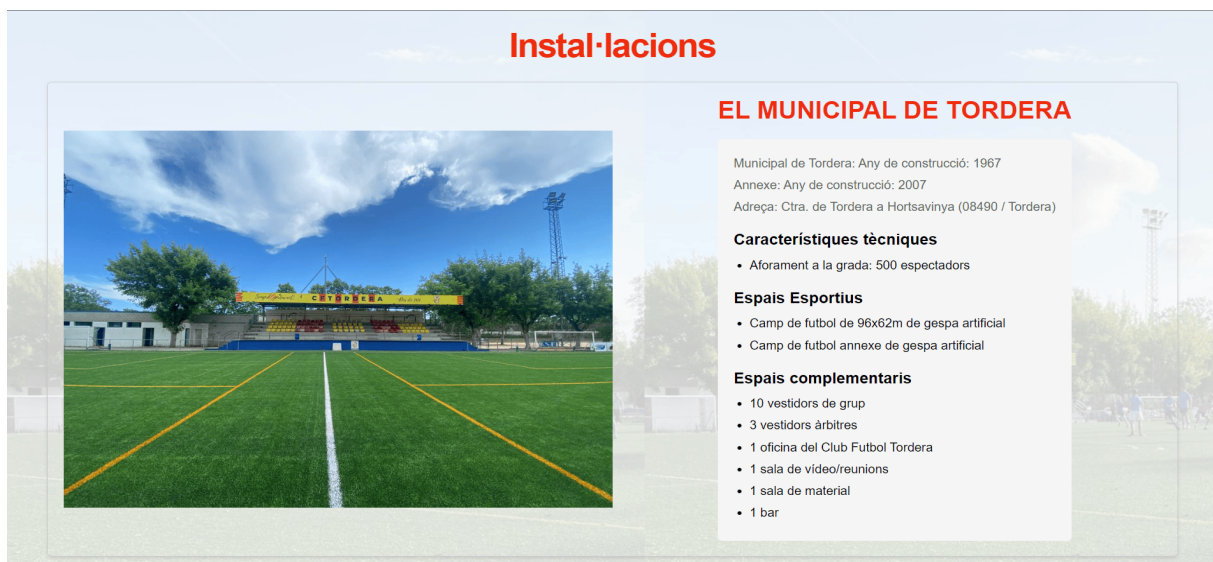 Instal·lacions
EL MUNICIPAL DE TORDERA
CF TORDERA
Municipal de Tordera: Any de construcció: 1967
Annexe: Any de construcció: 2007
Adreça: Ctra. de Tordera a Hortsavinya (08490 / Tordera)
Característiques tècniques
• Aforament a la grada: 500 espectadors
Espais Esportius
• Camp de futbol de 96x62m de gespa artificial
• Camp de futbol annexe de gespa artificial
Espais complementaris
• 10 vestidors de grup
• 3 vestidors àrbitres
• 1 oficina del Club Futbol Tordera
• 1 sala de vídeo/reunions
• 1 sala de material
• 1 bar